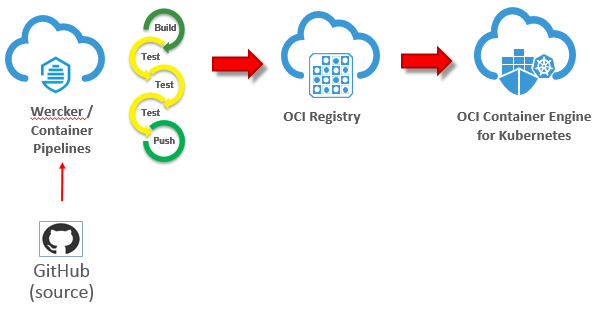 Wercker /
Container
Pipelines
Build
Test
Test
Test
Push
OCI Registry
OCI Container Engine
for Kubernetes
GitHub
(source)